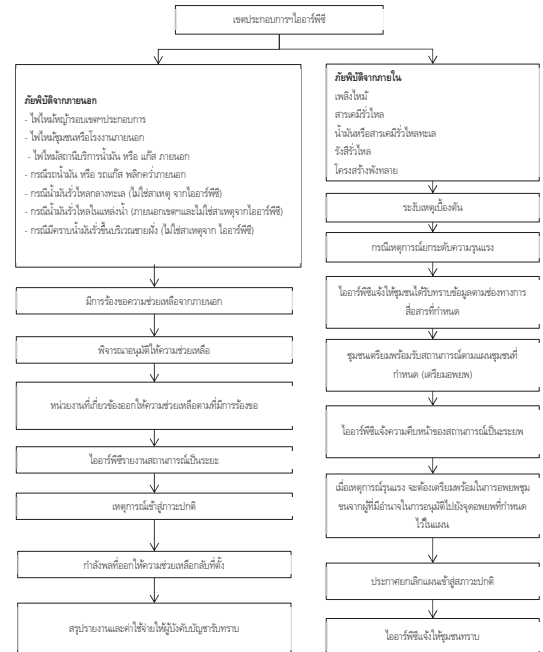 เขตประกอบการฯไออาร์พีซี
ภัยพิบัติจากภายนอก
- ไฟไหม้หญ้ารอบเขตฯประกอบการ
- ไฟไหม้ชุมชนหรือโรงงานภายนอก
- ไฟไหม้สถานีบริการน้ำมัน หรือ แก๊ส ภายนอก
- กรณีรถน้ำมัน หรือ รถแก๊ส พลิกคว่ำภายนอก
- กรณีน้ำมันรั่วไหลกลางทะเล (ไม่ใช่สาเหตุ จากไออาร์พีซี)
- กรณีน้ำมันรั่วไหลในแหล่งน้ำ (ภายนอกเขตฯและไม่ใช่สาเหตุจากไออาร์พีซี)
- กรณีมีคราบน้ำมันรั่วขึ้นบริเวณชายฝั่ง (ไม่ใช่สาเหตุจาก ไออาร์พีซี)
มีการร้องขอความช่วยเหลือจากภายนอก
พิจารณาอนุมัติให้ความช่วยเหลือ
หน่วยงานที่เกี่ยวข้องออกให้ความช่วยเหลือตามที่มีการร้องขอ
ไออาร์พีซีรายงานสถานการณ์เป็นระยะ
เหตุการณ์เข้าสู่ภาวะปกติ
กำลังพลที่ออกให้ความช่วยเหลือกลับที่ตั้ง
สรุปรายงานและค่าใช้จ่ายให้ผู้บังคับบัญชารับทราบ
ภัยพิบัติจากภายใน
เพลิงไหม้
สารเคมีรั่วไหล
น้ำมันหรือสารเคมีรั่วไหลทะเล
รังสีรั่วไหล
โครงสร้างพังทลาย
ระงับเหตุเบื้องต้น
กรณีเหตุการณ์ยกระดับความรุนแรง
ไออาร์พีซีแจ้งให้ชุมชนได้รับทราบข้อมูลตามช่องทางการ
สื่อสารที่กำหนด
ชุมชนเตรียมพร้อมรับสถานการณ์ตามแผนชุมชนที่
กำหนด (เตรียมอพยพ)
ไออาร์พีซีแจ้งความคืบหน้าของสถานการณ์เป็นระยะยพ
เมื่อเหตุการณ์รุนแรง จะต้องเตรียมพร้อมในการอพยพชุม
ชนจากผู้ที่มีอำนาจในการอนุมัติไปยังจุดอพยพที่กำหนด
ไว้ในแผน
ประกาศยกเลิกแผนเข้าสู่สภาวะปกติ
ไออาร์พีซีแจ้งให้ชุมชนทราบ